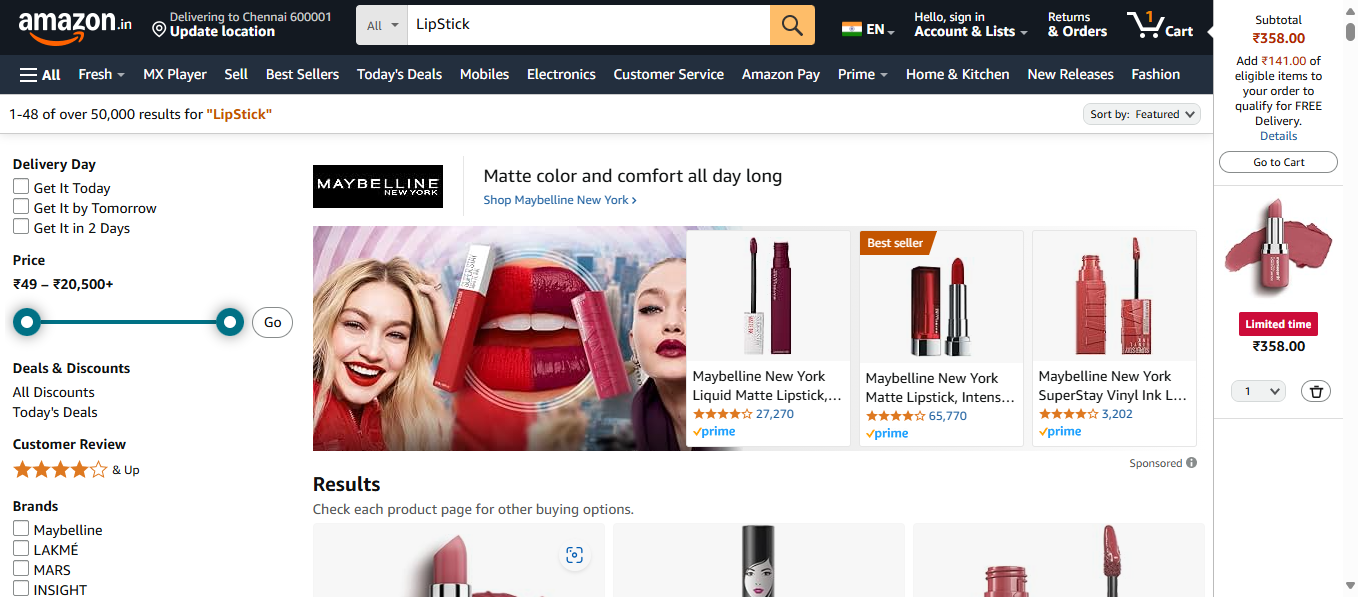 amazon.in
Delivering to Chennai 600001
Update location
All
LipStick
EN
Hello, sign in
Account & Lists
Returns
& Orders
1
Cart
All
Fresh
MX Player
Sell
Best Sellers
Today's Deals
Mobiles
Electronics
Customer Service
Amazon Pay
Prime
Home & Kitchen
New Releases
Fashion
1-48 of over 50,000 results for "LipStick"
Sort by: Featured
Delivery Day
Get It Today
Get It by Tomorrow
Get It in 2 Days
Price
₹49 – ₹20,500+
Go
Deals & Discounts
All Discounts
Today's Deals
Customer Review
& Up
Brands
Maybelline
LAKMÉ
MARS
INSIGHT
MAYBELLINE
NEW YORK
Matte color and comfort all day long
Shop Maybelline New York ›
Maybelline New York
Liquid Matte Lipstick,...
27,270
prime
Best seller
Maybelline New York
Matte Lipstick, Intens...
65,770
prime
Maybelline New York
SuperStay Vinyl Ink L...
3,202
prime
Sponsored
Results
Check each product page for other buying options.
Subtotal
₹358.00
Add ₹141.00 of
eligible items to
your order to
qualify for FREE
Delivery.
Details
Go to Cart
Limited time
₹358.00
1